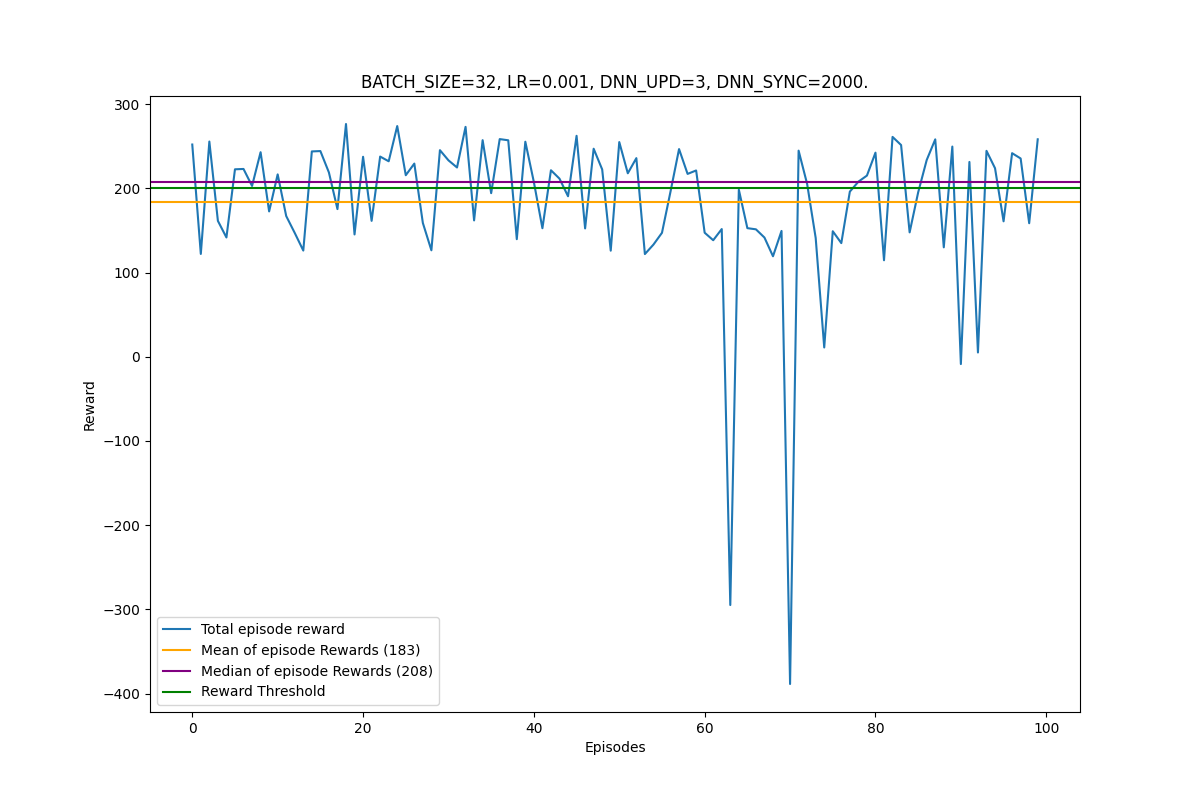 BATCH_SIZE=32, LR=0.001, DNN_UPD=3, DNN_SYNC=2000.
300
200
100
0
−100
−200
−300
−400
Reward
Total episode reward
Mean of episode Rewards (183)
Median of episode Rewards (208)
Reward Threshold
0 20 40 60 80 100
Episodes